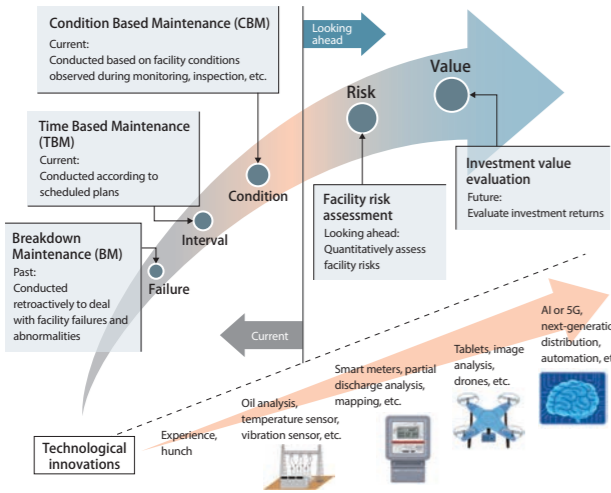 Condition Based Maintenance (CBM)
Current:
Conducted based on facility conditions
observed during monitoring, inspection, etc.
Looking
ahead
Value
Risk
Time Based Maintenance
(TBM)
Current:
Conducted according to
scheduled plans
Condition
Interval
Investment value
evaluation
Future:
Evaluate investment returns
Facility risk
assessment
Looking ahead:
Quantitatively assess
facility risks
Breakdown
Maintenance (BM)
Past:
Conducted
retroactively to deal
with facility failures and
abnormalities
Failure
Current
AI or 5G,
next-generatio
distribution,
automation, et
Tablets, image
analysis,
drones, etc.
Smart meters, partial
discharge analysis,
mapping, etc.
Oil analysis,
temperature sensor,
vibration sensor, etc.
Experience,
hunch
Technological
innovations